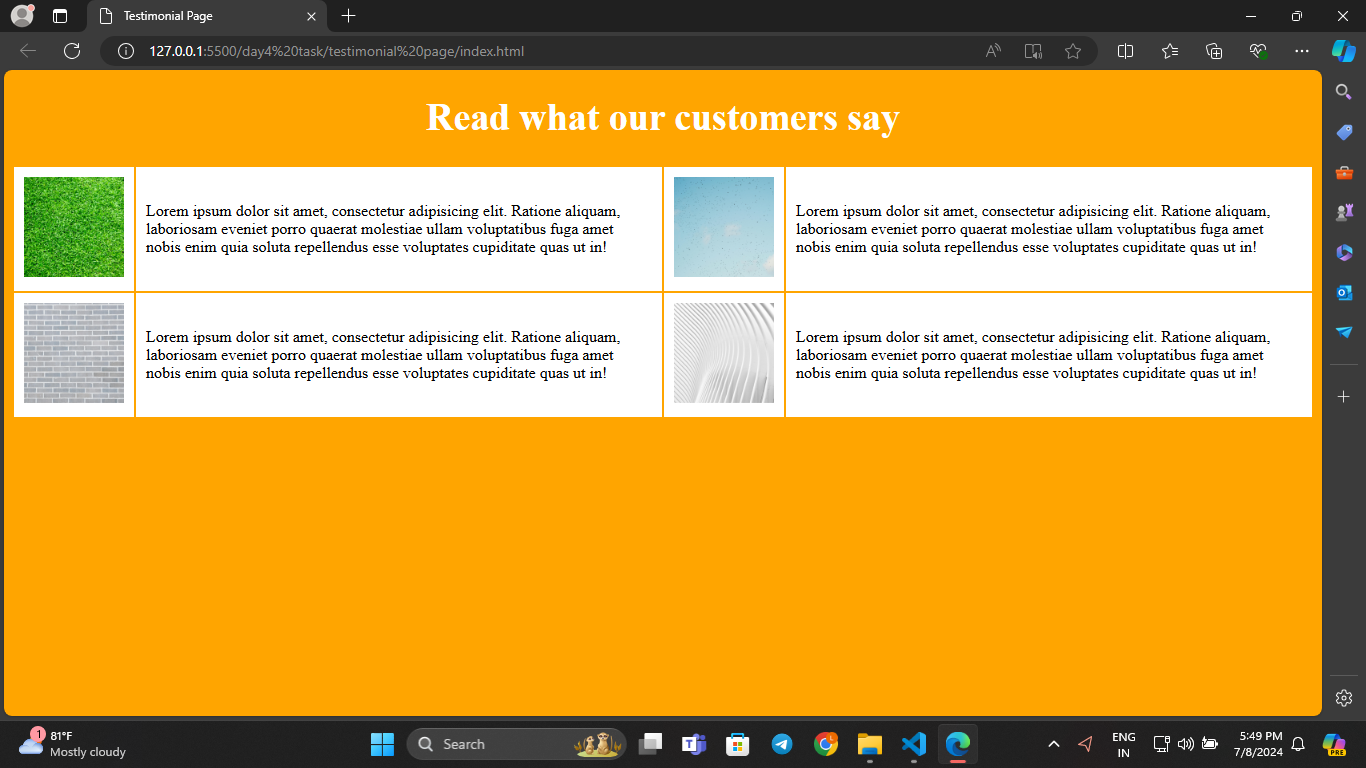 Testimonial Page
127.0.0.1:5500/day4%20task/testimonial%20page/index.html
Read what our customers say
Lorem ipsum dolor sit amet, consectetur adipisicing elit. Ratione aliquam,
laboriosam eveniet porro quaerat molestiae ullam voluptatibus fuga amet
nobis enim quia soluta repellendus esse voluptates cupiditate quas ut in!
Lorem ipsum dolor sit amet, consectetur adipisicing elit. Ratione aliquam,
laboriosam eveniet porro quaerat molestiae ullam voluptatibus fuga amet
nobis enim quia soluta repellendus esse voluptates cupiditate quas ut in!
Lorem ipsum dolor sit amet, consectetur adipisicing elit. Ratione aliquam,
laboriosam eveniet porro quaerat molestiae ullam voluptatibus fuga amet
nobis enim quia soluta repellendus esse voluptates cupiditate quas ut in!
Lorem ipsum dolor sit amet, consectetur adipisicing elit. Ratione aliquam,
laboriosam eveniet porro quaerat molestiae ullam voluptatibus fuga amet
nobis enim quia soluta repellendus esse voluptates cupiditate quas ut in!
1
81°F
Mostly cloudy
Search
ENG
IN
5:49 PM
7/8/2024
PRE